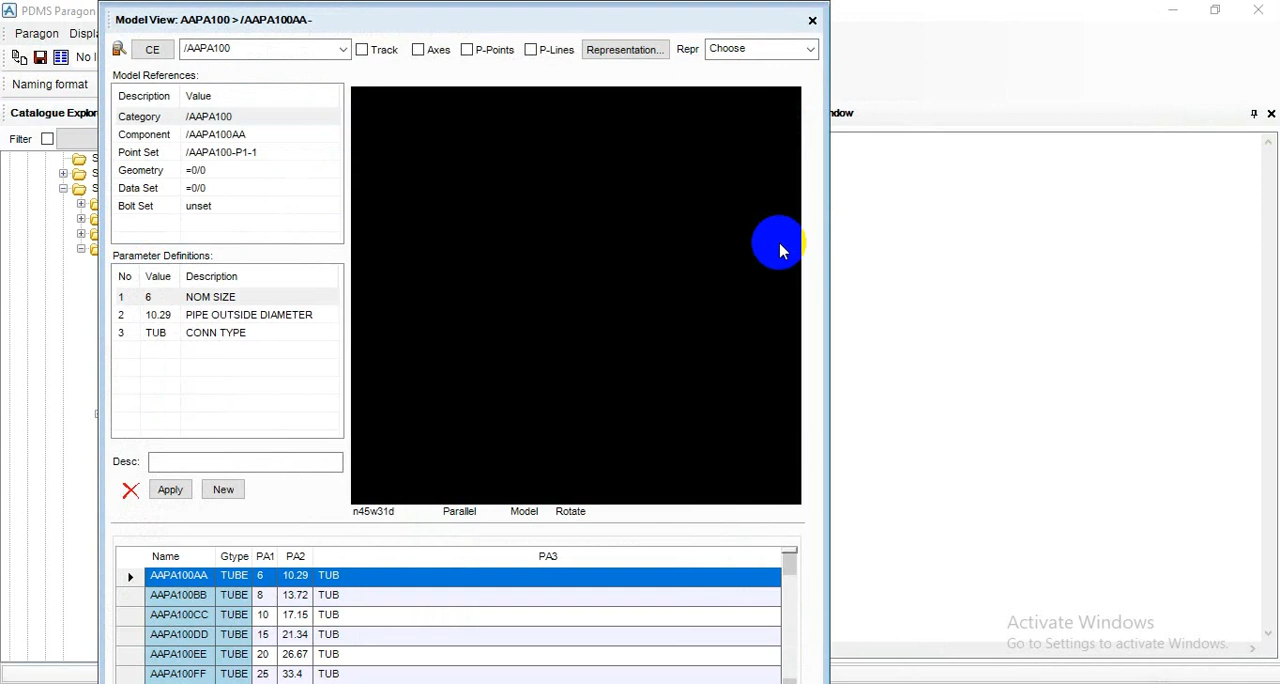 PDMS Paragon
Model View: AAPA100 > /AAPA100AA -
Paragon Displa
CE /AAPA100 Track Axes P-Points P-Lines Representation... Repr Choose
No I
Model References:
Naming format
Description Value
Category /AAPA100
Component /AAPA100AA
Point Set /AAPA100-P1-1
Geometry =0/0
Data Set =0/0
Bolt Set unset
Catalogue Explor
ndow
Filter
S
S
S
Parameter Definitions:
No Value Description
1 6 NOM SIZE
2 10.29 PIPE OUTSIDE DIAMETER
3 TUB CONN TYPE
Desc:
Apply New
n45w31d Parallel Model Rotate
Name Gtype PA1 PA2 PA3
AAPA100AA TUBE 6 10.29 TUB
AAPA100BB TUBE 8 13.72 TUB
AAPA100CC TUBE 10 17.15 TUB
AAPA100DD TUBE 15 21.34 TUB
AAPA100EE TUBE 20 26.67 TUB
AAPA100FF TUBE 25 33.4 TUB
Activate Windows
Go to Settings to activate Windows.